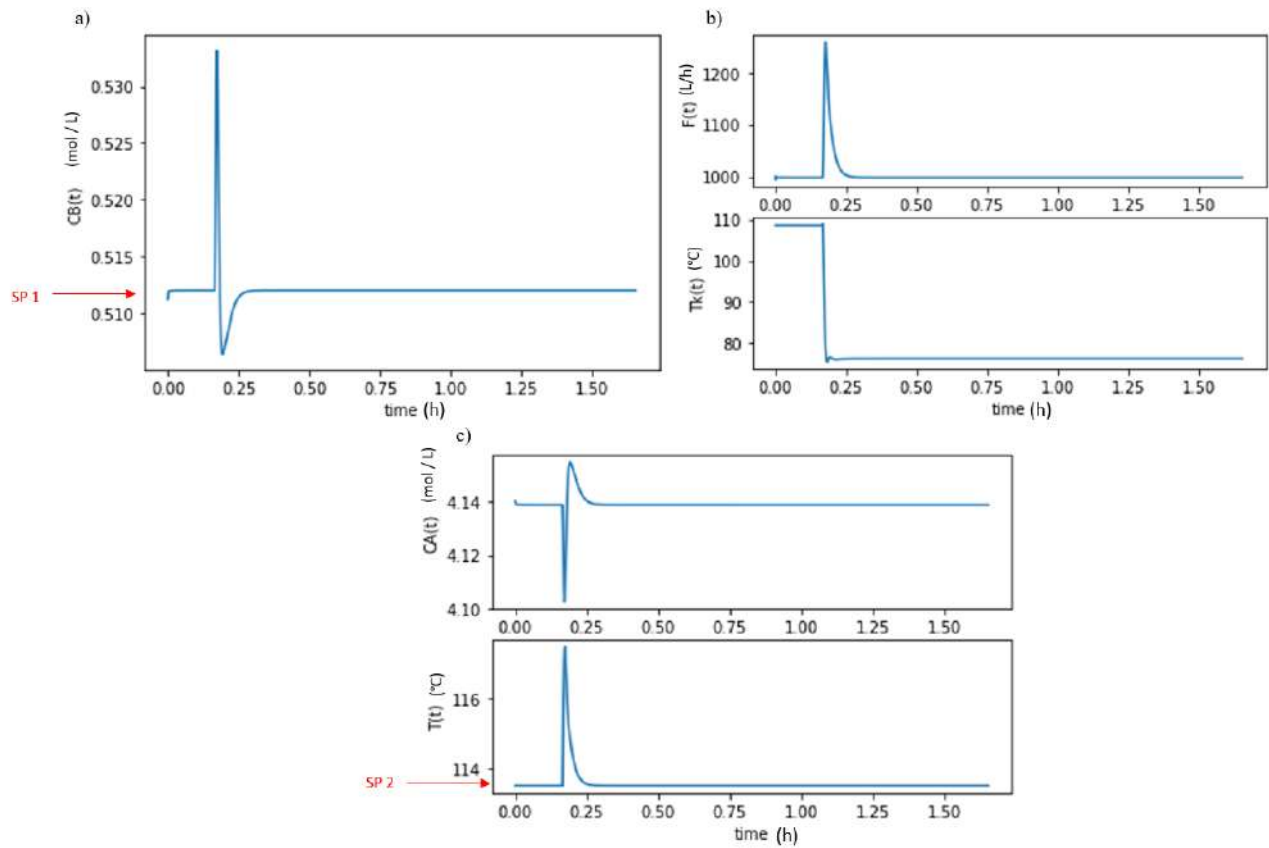 a)
0.530
0.525
0.520
0.515
0.510
CB(t) (mol / L)
SP 1
0.00 0.25 0.50 0.75 1.00 1.25 1.50
time (h)
b)
1200
1100
1000
F(t) (L/h)
0.00 0.25 0.50 0.75 1.00 1.25 1.50
110
100
90
80
Tk(t) (°C)
0.00 0.25 0.50 0.75 1.00 1.25 1.50
time (h)
c)
4.14
4.12
4.10
CA(t) (mol / L)
0.00 0.25 0.50 0.75 1.00 1.25 1.50
116
114
T(t) (°C)
SP 2
0.00 0.25 0.50 0.75 1.00 1.25 1.50
time (h)